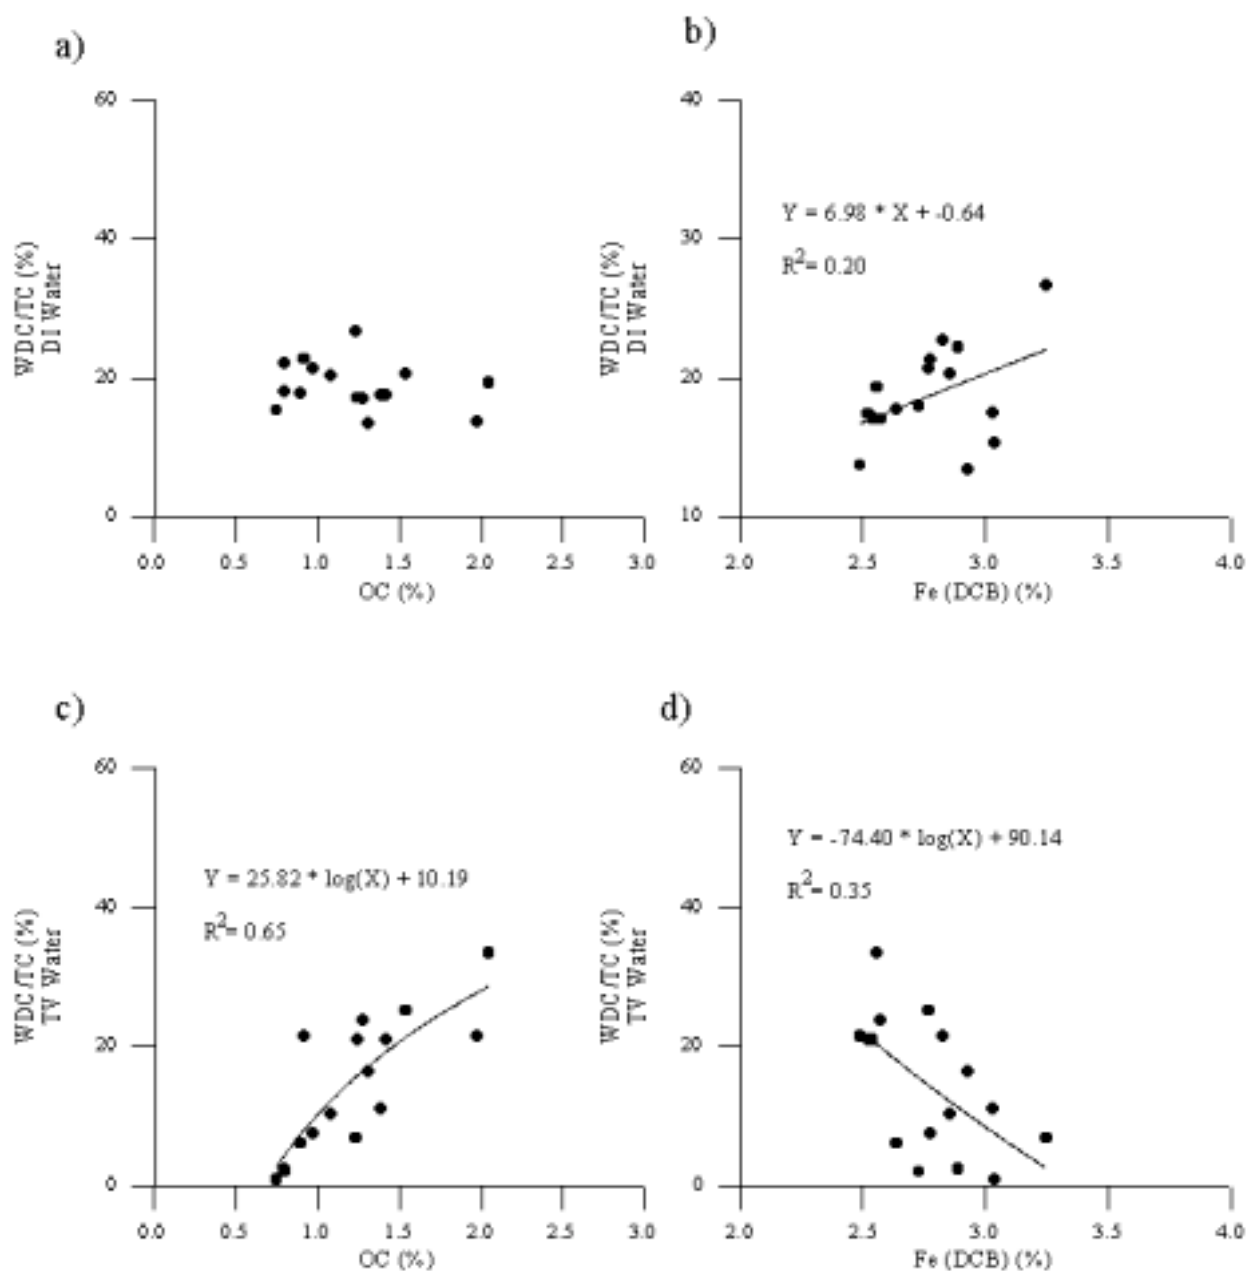 a)
60
40
20
0
WDC/TC (%)
DI Water
0.0 0.5 1.0 1.5 2.0 2.5 3.0
OC (%)
b)
40
30
20
10
WDC/TC (%)
DI Water
Y = 6.98 * X + -0.64
R2= 0.20
2.0 2.5 3.0 3.5 4.0
Fe (DCB) (%)
c)
60
40
20
0
WDC/TC (%)
TV Water
Y = 25.82 * log(X) + 10.19
R2= 0.65
0.0 0.5 1.0 1.5 2.0 2.5 3.0
OC (%)
d)
60
40
20
0
WDC/TC (%)
TV Water
Y = -74.40 * log(X) + 90.14
R2= 0.35
2.0 2.5 3.0 3.5 4.0
Fe (DCB) (%)